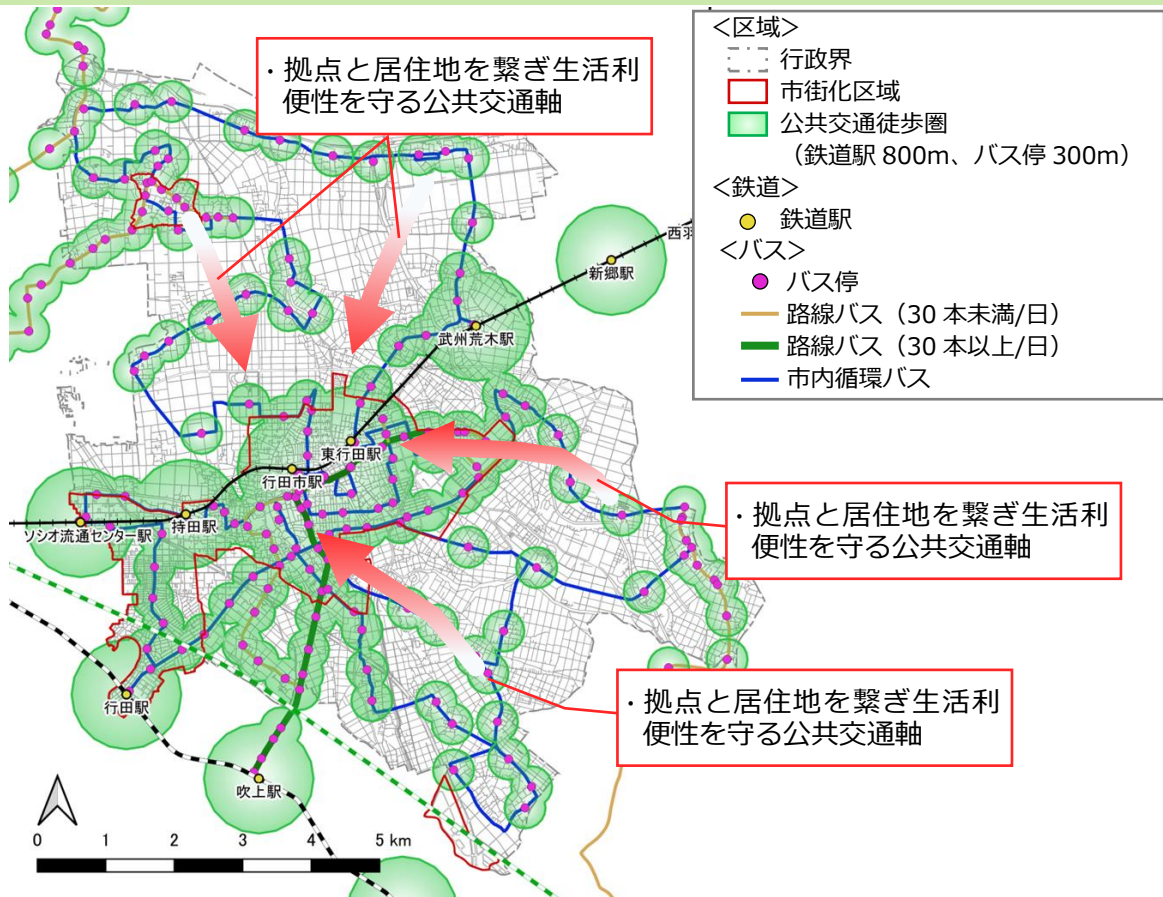 ・拠点と居住地を繋ぎ生活利
便性を守る公共交通軸
＜区域＞
行政界
市街化区域
公共交通徒歩圏
（鉄道駅 800m、バス停 300m）
＜鉄道＞
鉄道駅
＜バス＞
バス停
路線バス（30 本未満/日）
路線バス（30 本以上/日）
市内循環バス
西羽
新郷駅
武州荒木駅
東行田駅
行田市駅
持田駅
ソシオ流通センター駅
・拠点と居住地を繋ぎ生活利
便性を守る公共交通軸
・拠点と居住地を繋ぎ生活利
便性を守る公共交通軸
行田駅
吹上駅
0 1 2 3 4 5 km